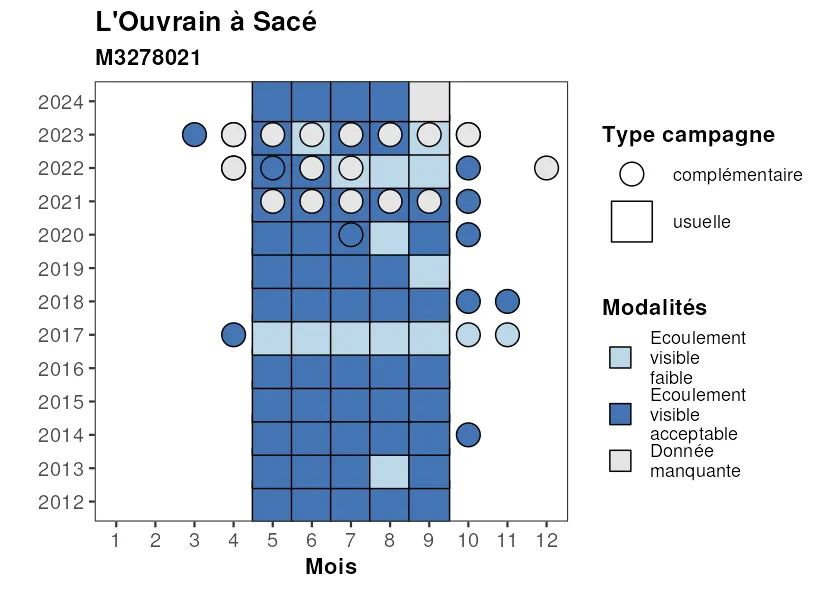 L'Ouvrain à Sacé
M3278021
2024
2023
2022
2021
2020
2019
2018
2017
2016
2015
2014
2013
2012
1 2 3 4 5 6 7 8 9 10 11 12
Mois
Type campagne
complémentaire
usuelle
Modalités
Ecoulement
visible
faible
Ecoulement
visible
acceptable
Donnée
manquante